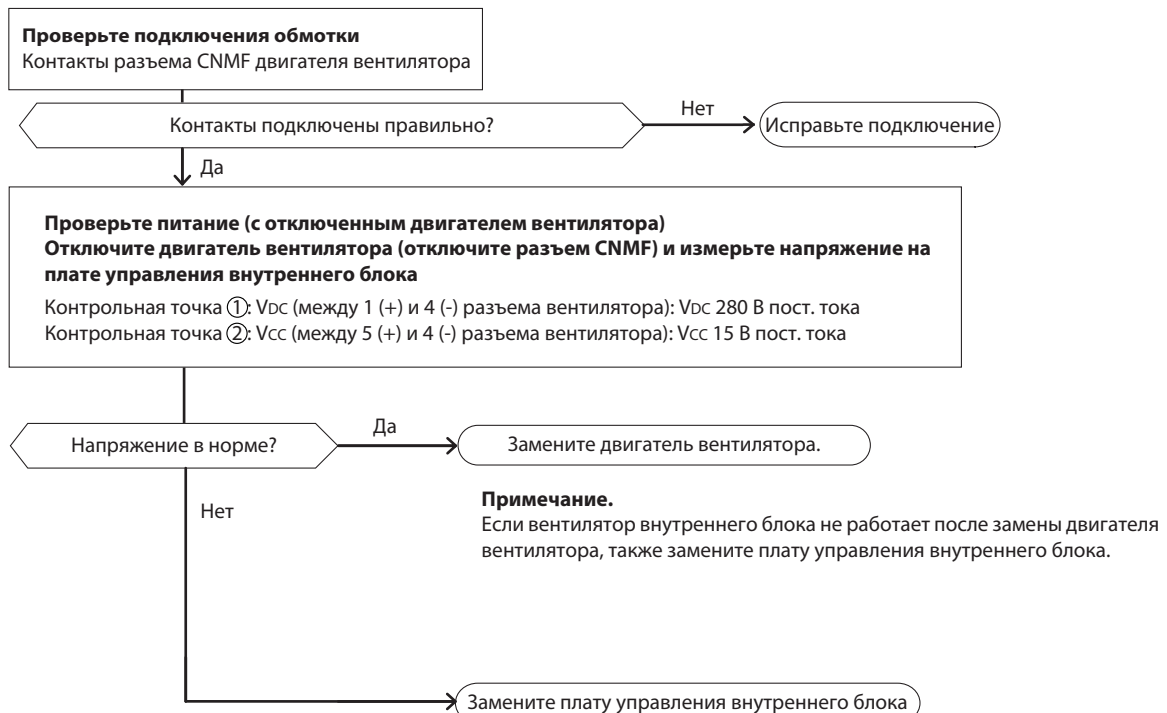 Проверьте подключения обмотки
Контакты разъема CNMF двигателя вентилятора
Контакты подключены правильно?
Нет
Исправьте подключение
Да
Проверьте питание (с отключенным двигателем вентилятора)
Отключите двигатель вентилятора (отключите разъем CNMF) и измерьте напряжение на
плате управления внутреннего блока
Контрольная точка ①: VDC (между 1 (+) и 4 (-) разъема вентилятора): VDC 280 В пост. тока
Контрольная точка ②: VCC (между 5 (+) и 4 (-) разъема вентилятора): VCC 15 В пост. тока
Напряжение в норме?
Да
Замените двигатель вентилятора.
Нет
Примечание.
Если вентилятор внутреннего блока не работает после замены двигателя
вентилятора, также замените плату управления внутреннего блока.
Замените плату управления внутреннего блока